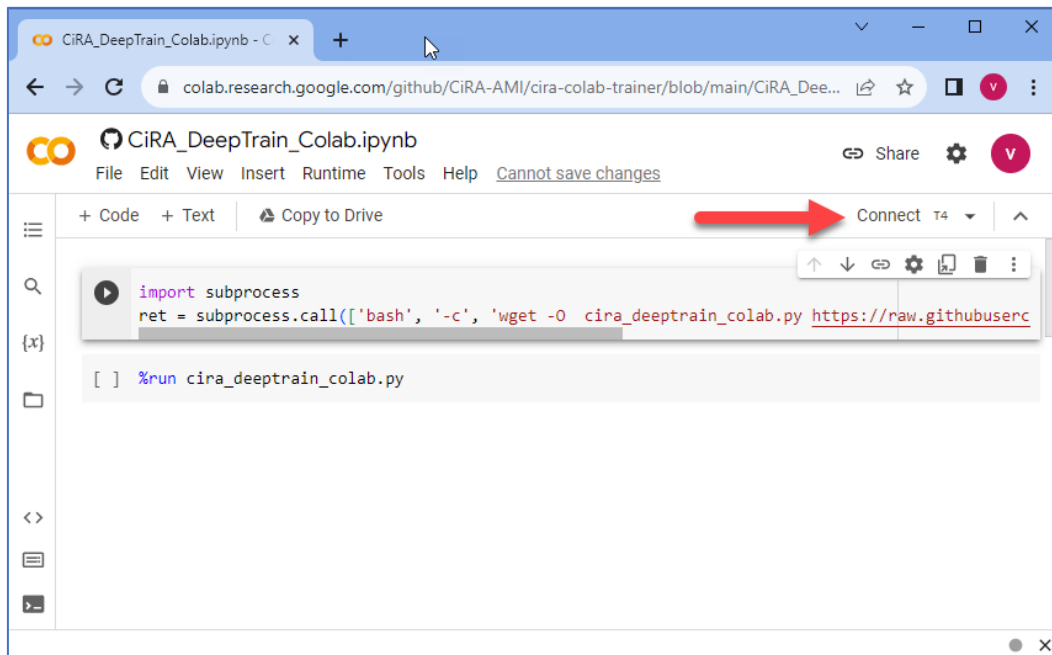 CiRA_DeepTrain_Colab.ipynb - C
colab.research.google.com/github/CiRA-AMI/cira-colab-trainer/blob/main/CiRA_Dee...
V
CiRA_DeepTrain_Colab.ipynb
Share
V
File Edit View Insert Runtime Tools Help Cannot save changes
+ Code + Text Copy to Drive Connect T4
import subprocess
ret = subprocess.call(['bash', '-c', 'wget -O  cira_deeptrain_colab.py https://raw.githubuserc
{x}
[ ] %run cira_deeptrain_colab.py